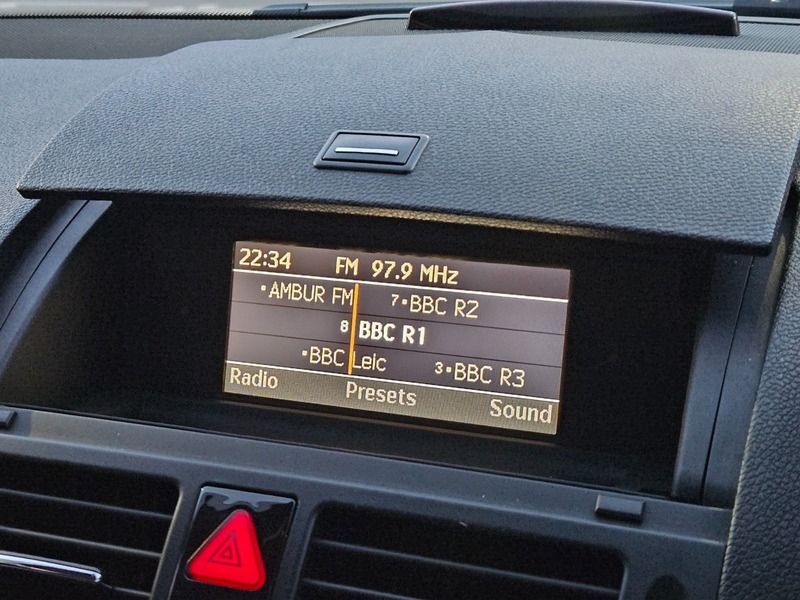 22:34 FM 97.9 MHz
•AMBUR FM 7•BBC R2
8 BBC R1
•BBC Leic 3•BBC R3
Radio Presets Sound